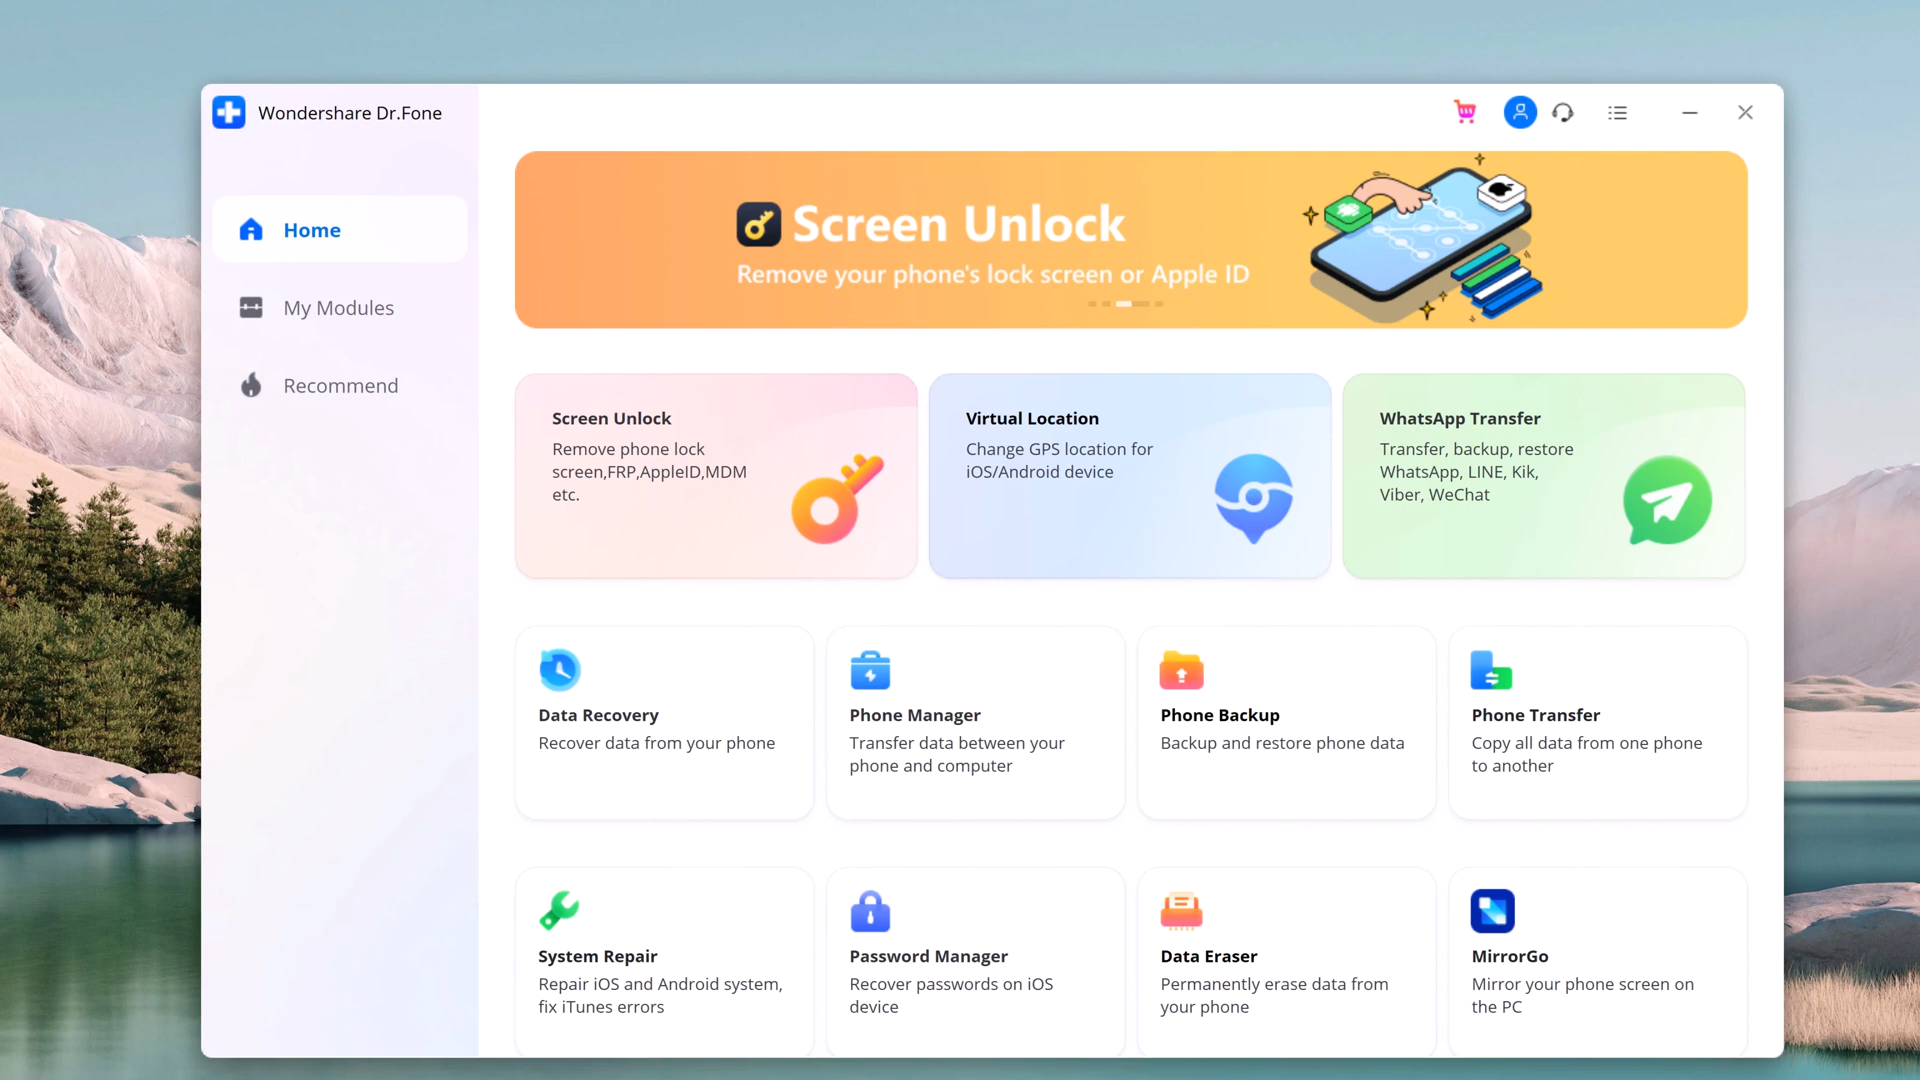 Wondershare Dr.Fone
Home
My Modules
Recommend
Screen Unlock
Remove your phone's lock screen or Apple ID
Screen Unlock
Remove phone lock
screen,FRP,AppleID,MDM
etc.
Virtual Location
Change GPS location for
iOS/Android device
WhatsApp Transfer
Transfer, backup, restore
WhatsApp, LINE, Kik,
Viber, WeChat
Data Recovery
Recover data from your phone
Phone Manager
Transfer data between your
phone and computer
Phone Backup
Backup and restore phone data
Phone Transfer
Copy all data from one phone
to another
System Repair
Repair iOS and Android system,
fix iTunes errors
Password Manager
Recover passwords on iOS
device
Data Eraser
Permanently erase data from
your phone
MirrorGo
Mirror your phone screen on
the PC